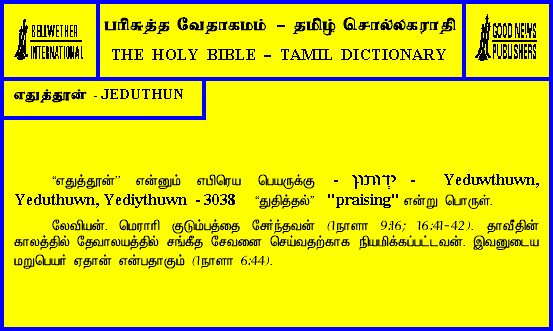 BELLWETHER
INTERNATIONAL
பரிசுத்த வேதாகமம் – தமிழ் சொல்லகராதி
THE HOLY BIBLE – TAMIL DICTIONARY
GOOD NEWS
PUBLISHERS
எதுத்தூன் - JEDUTHUN
“எதுத்தூன்” என்னும் எபிரெய பெயருக்கு - ידותון - Yeduwthuwn,
Yeduthuwn, Yediythuwn - 3038 “துதித்தல்” "praising" என்று பொருள்.
லேவியன். மெராரி குடும்பத்தை சேர்ந்தவன் (1நாளா 9:16; 16:41-42). தாவீதின்
காலத்தில் தேவாலயத்தில் சங்கீத சேவனை செய்வதற்காக நியமிக்கப்பட்டவன். இவனுடைய
மறுபெயர் ஏதான் என்பதாகும் (1நாளா 6:44).